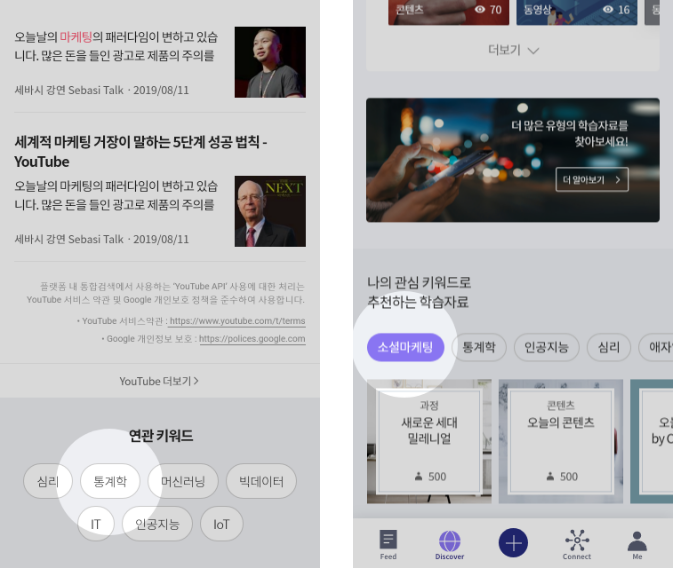 오늘날의 마케팅의 패러다임이 변하고 있습
니다. 많은 돈을 들인 광고로 제품의 주의를
세바시 강연 Sebasi Talk · 2019/08/11
세계적 마케팅 거장이 말하는 5단계 성공 법칙 -
YouTube
오늘날의 마케팅의 패러다임이 변하고 있습
니다. 많은 돈을 들인 광고로 제품의 주의를
NEXT
세바시 강연 Sebasi Talk · 2019/08/11
플랫폼 내 통합검색에서 사용하는 'YouTube API' 사용에 대한 처리는
YouTube 서비스 약관 및 Google 개인보호 정책을 준수하여 사용합니다.
• YouTube 서비스약관 : https://www.youtube.com/t/terms
• Google 개인정보 보호 : https://polices.google.com
YouTube 더보기 >
연관 키워드
심리 통계학 머신러닝 빅데이터
IT 인공지능 IoT
콘텐츠 70 동영상 16 동
더보기
더 많은 유형의 학습자료를
찾아보세요!
더 알아보기 >
나의 관심 키워드로
추천하는 학습자료
소셜마케팅 통계학 인공지능 심리 애자
과정
새로운 세대
밀레니얼
500
콘텐츠
오늘의 콘텐츠
500
오
by C
Feed Discover Connect Me